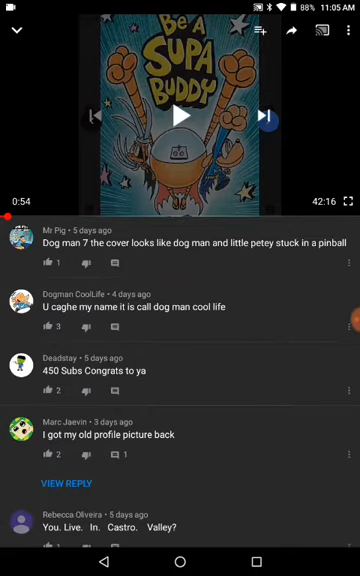 88% 11:05 AM
BE A
SUPA
BUDDY
0:54 42:16
Mr Pig • 5 days ago
Dog man 7 the cover looks like dog man and little petey stuck in a pinball
1
Dogman CoolLife • 4 days ago
U caghe my name it is call dog man cool life
3
Deadstay • 5 days ago
450 Subs Congrats to ya
2
Marc Jaevin • 3 days ago
I got my old profile picture back
2 1
VIEW REPLY
Rebecca Oliveira • 5 days ago
You. Live. In. Castro. Valley?
1